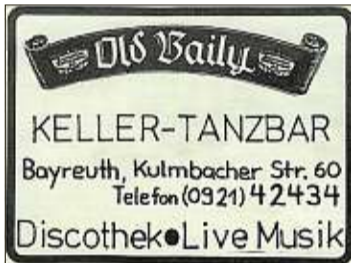 Old Baily
KELLER-TANZBAR
Bayreuth, Kulmbacher Str. 60
Telefon (0921) 42434
Discothek•Live Musik